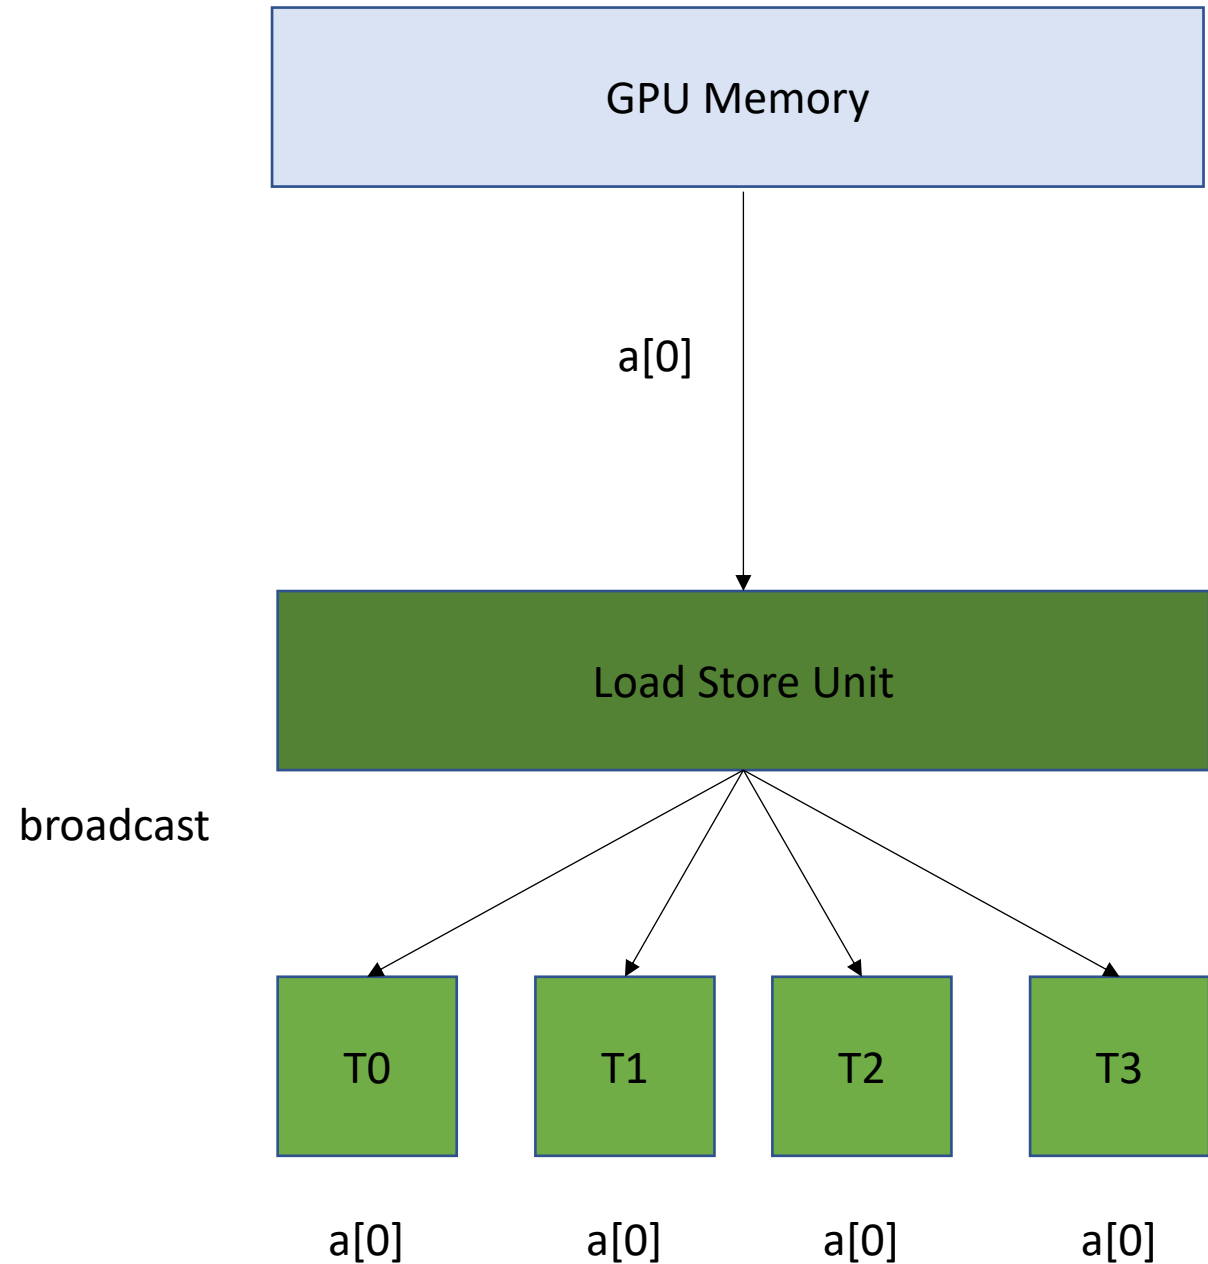 GPU Memory
a[0]
Load Store Unit
broadcast
T0 T1 T2 T3
a[0] a[0] a[0] a[0]